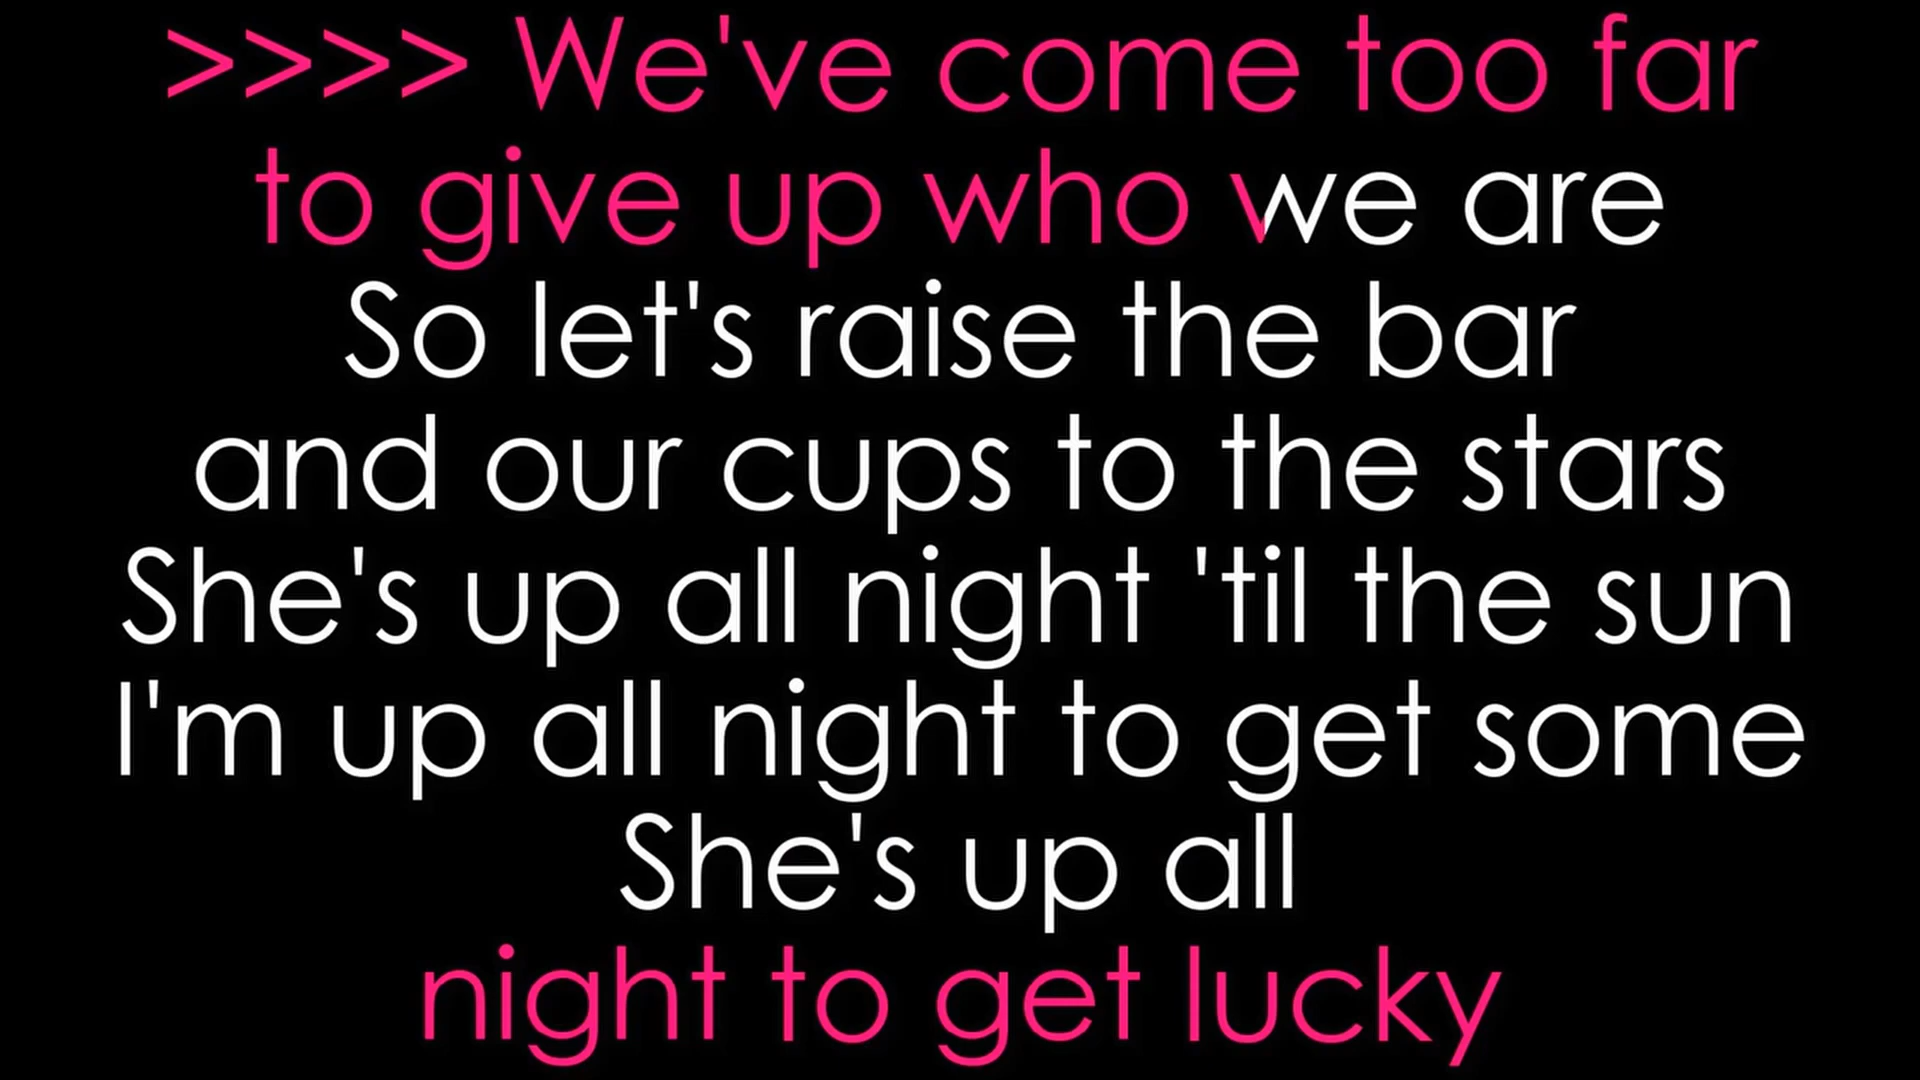 >>>> We've come too far
to give up who we are
So let's raise the bar
and our cups to the stars
She's up all night 'til the sun
I'm up all night to get some
She's up all
night to get lucky